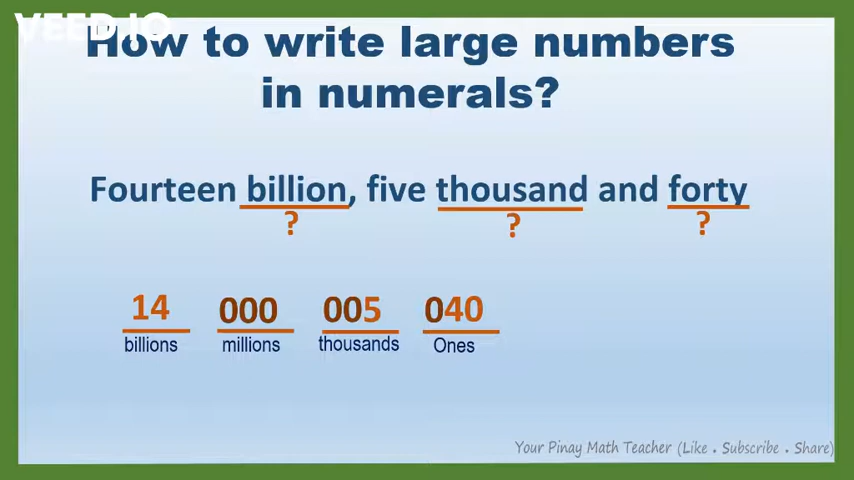 VEED.IO
How to write large numbers
in numerals?
Fourteen billion, five thousand and forty
? ? ?
14 000 005 040
billions millions thousands Ones
Your Pinay Math Teacher (Like . Subscribe . Share)